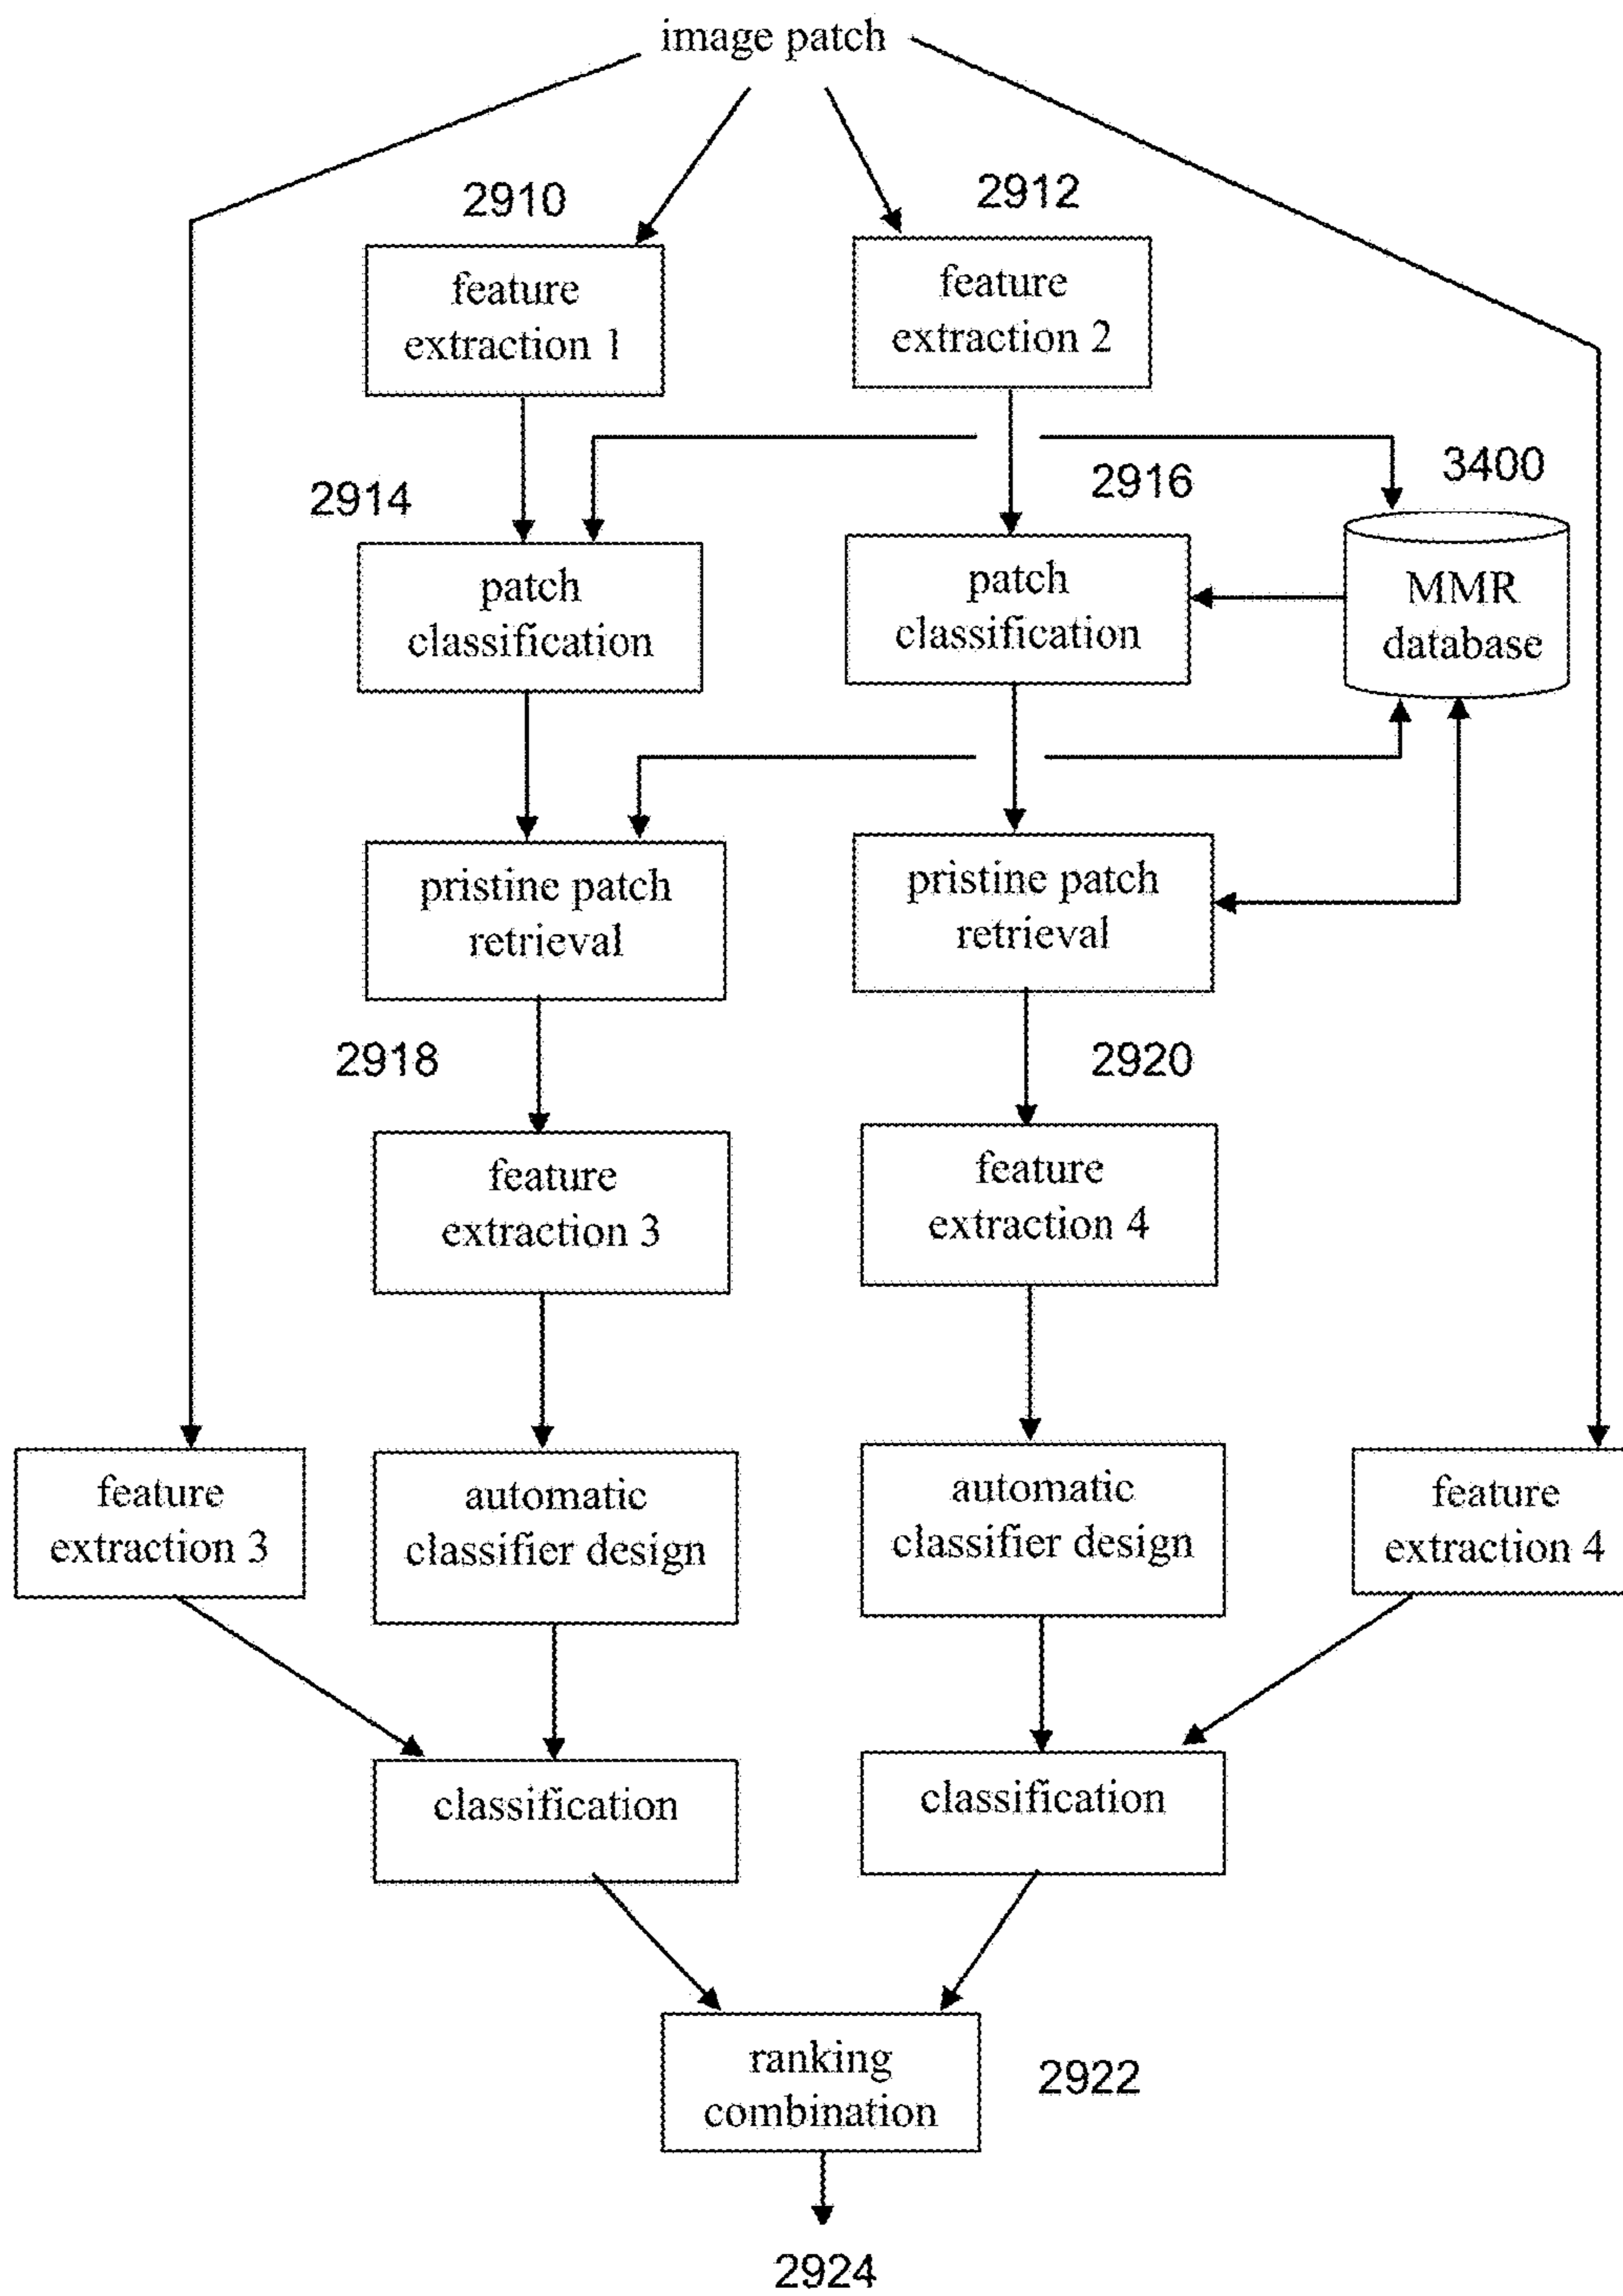 image patch
2910
2912
feature
extraction 1
feature
extraction 2
2914
2916
3400
patch
classification
patch
classification
MMR
database
pristine patch
retrieval
pristine patch
retrieval
2918
2920
feature
extraction 3
feature
extraction 4
feature
extraction 3
automatic
classifier design
automatic
classifier design
feature
extraction 4
classification
classification
ranking
combination
2922
2924